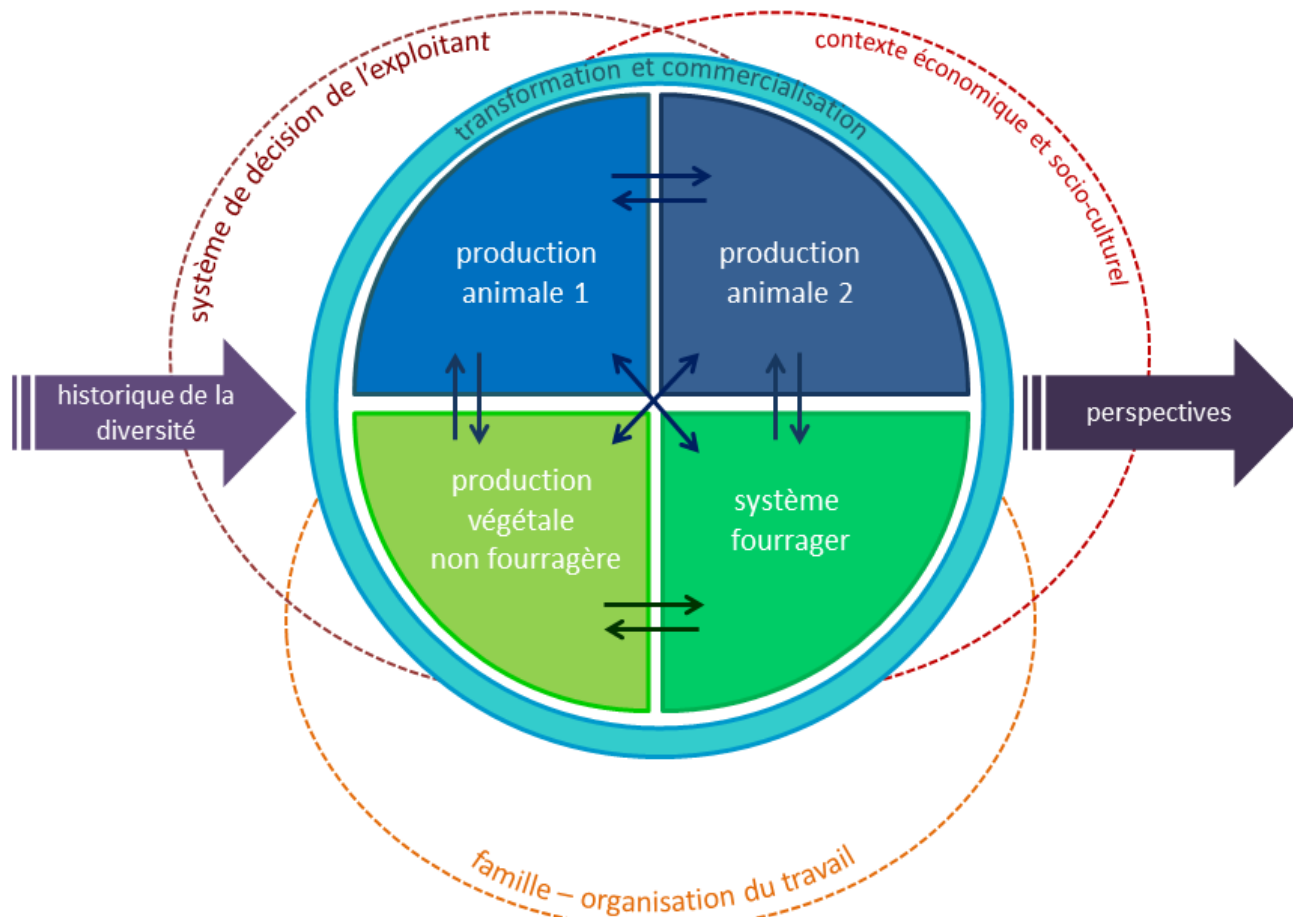 système de décision de l’exploitant
contexte économique et socio-culturel
transformation et commercialisation
production
animale 1
production
animale 2
historique de la
diversité
perspectives
production
végétale
non fourragère
système
fourrager
famille – organisation du travail